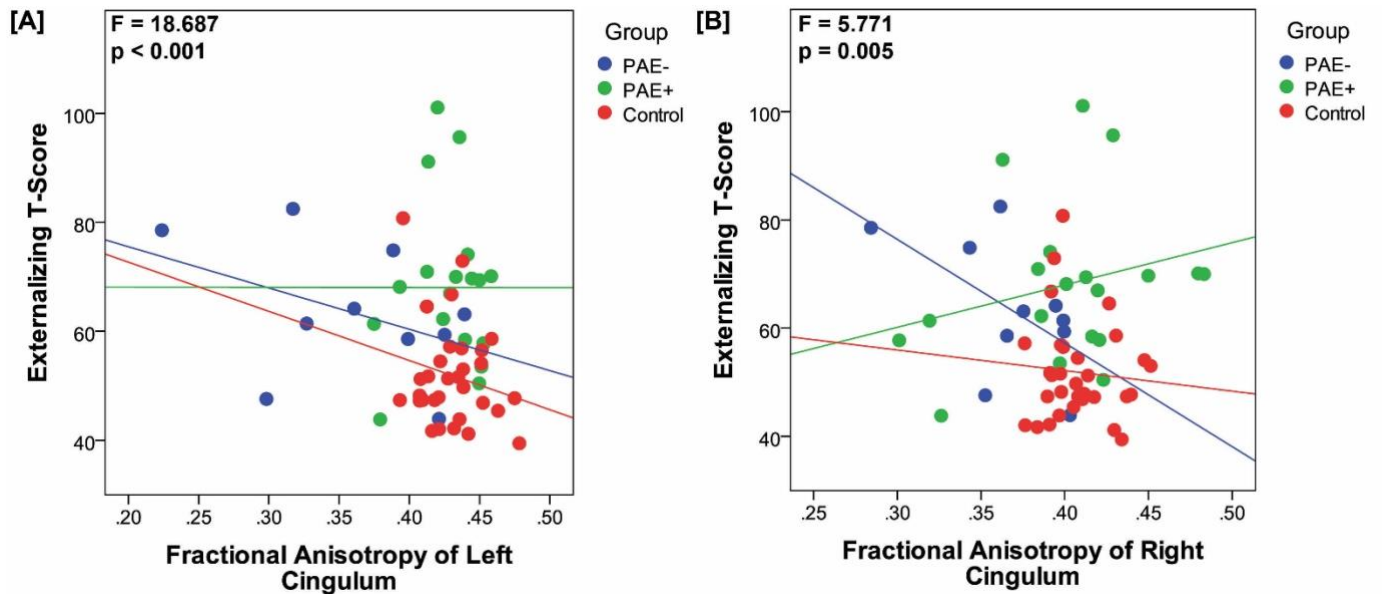 [A]
F = 18.687
p < 0.001
Group
PAE-
PAE+
Control
Externalizing T-Score
100
80
60
40
.20 .25 .30 .35 .40 .45 .50
Fractional Anisotropy of Left
Cingulum
[B]
F = 5.771
p = 0.005
Group
PAE-
PAE+
Control
Externalizing T-Score
100
80
60
40
.25 .30 .35 .40 .45 .50
Fractional Anisotropy of Right
Cingulum